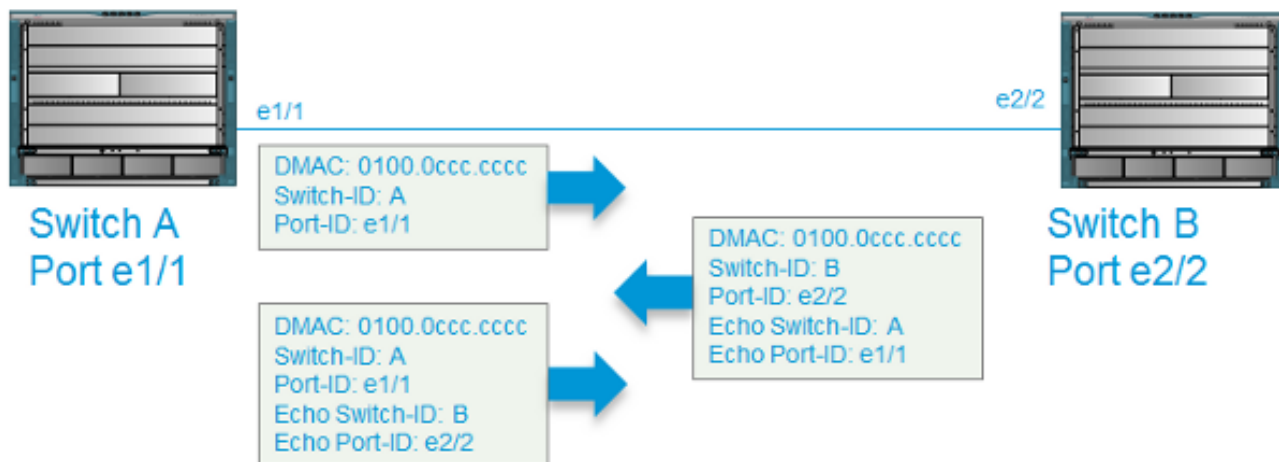 e1/1
e2/2
Switch A
Port e1/1
DMAC: 0100.0ccc.cccc
Switch-ID: A
Port-ID: e1/1
DMAC: 0100.0ccc.cccc
Switch-ID: B
Port-ID: e2/2
Echo Switch-ID: A
Echo Port-ID: e1/1
Switch B
Port e2/2
DMAC: 0100.0ccc.cccc
Switch-ID: A
Port-ID: e1/1
Echo Switch-ID: B
Echo Port-ID: e2/2